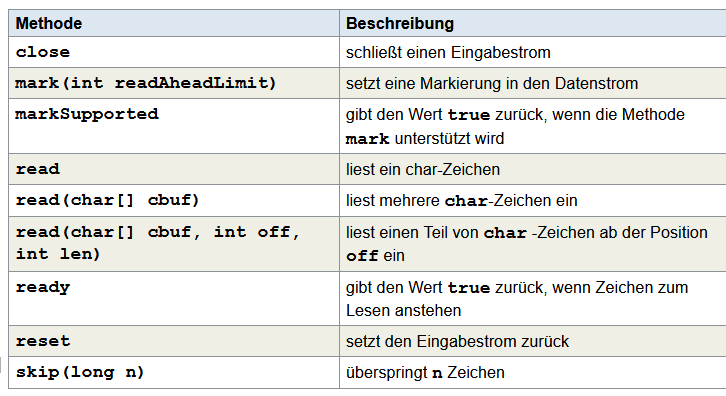 Methode Beschreibung
close schließt einen Eingabestrom
mark(int readAheadLimit) setzt eine Markierung in den Datenstrom
markSupported gibt den Wert true zurück, wenn die Methode
mark unterstützt wird
read liest ein char-Zeichen
read(char[] cbuf) liest mehrere char-Zeichen ein
read(char[] cbuf, int off, liest einen Teil von char -Zeichen ab der Position
int len) off ein
ready gibt den Wert true zurück, wenn Zeichen zum
Lesen anstehen
reset setzt den Eingabestrom zurück
skip(long n) überspringt n Zeichen